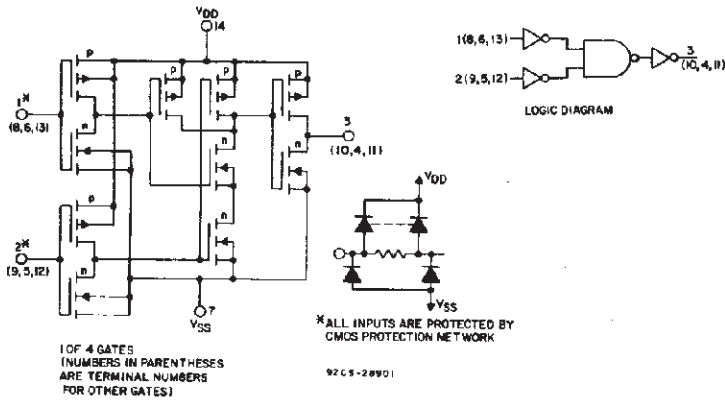 VDD
14
p
p
p
p
1*
(8,6,13)
n
n
n
3
(10,4,11)
p
2*
(9,5,12)
n
n
7
VSS
1 OF 4 GATES
(NUMBERS IN PARENTHESES
ARE TERMINAL NUMBERS
FOR OTHER GATES)
1(8,6,13)
2(9,5,12)
3
(10,4,11)
LOGIC DIAGRAM
VDD
VSS
*ALL INPUTS ARE PROTECTED BY
CMOS PROTECTION NETWORK
92CS-28901